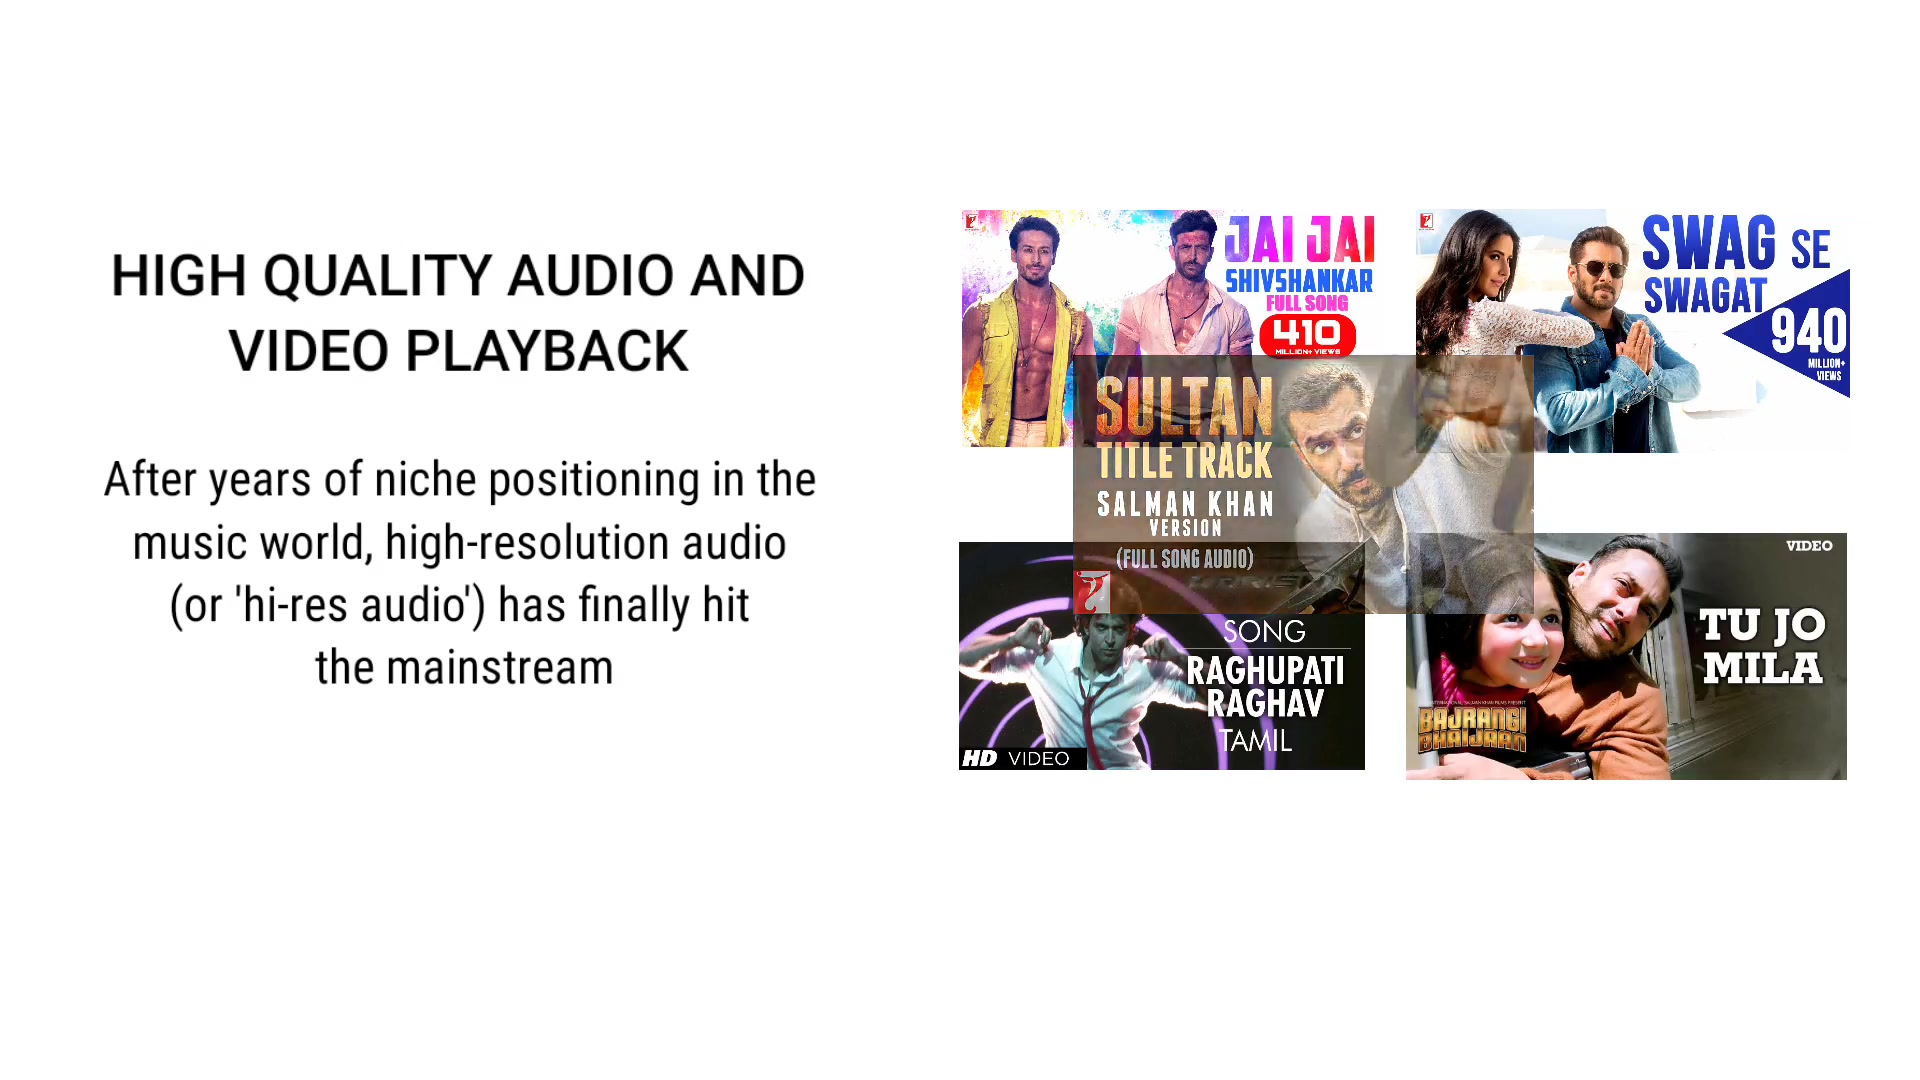 HIGH QUALITY AUDIO AND
VIDEO PLAYBACK
After years of niche positioning in the
music world, high-resolution audio
(or 'hi-res audio') has finally hit
the mainstream
JAI JAI
SHIVSHANKAR
FULL SONG
410
MILLION+ VIEWS
SWAG SE
SWAGAT
940
MILLION+
VIEWS
SULTAN
TITLE TRACK
SALMAN KHAN
VERSION
(FULL SONG AUDIO)
SONG
RAGHUPATI
RAGHAV
TAMIL
HD VIDEO
VIDEO
TU JO
MILA
BAJRANGI
BHAIJAAN